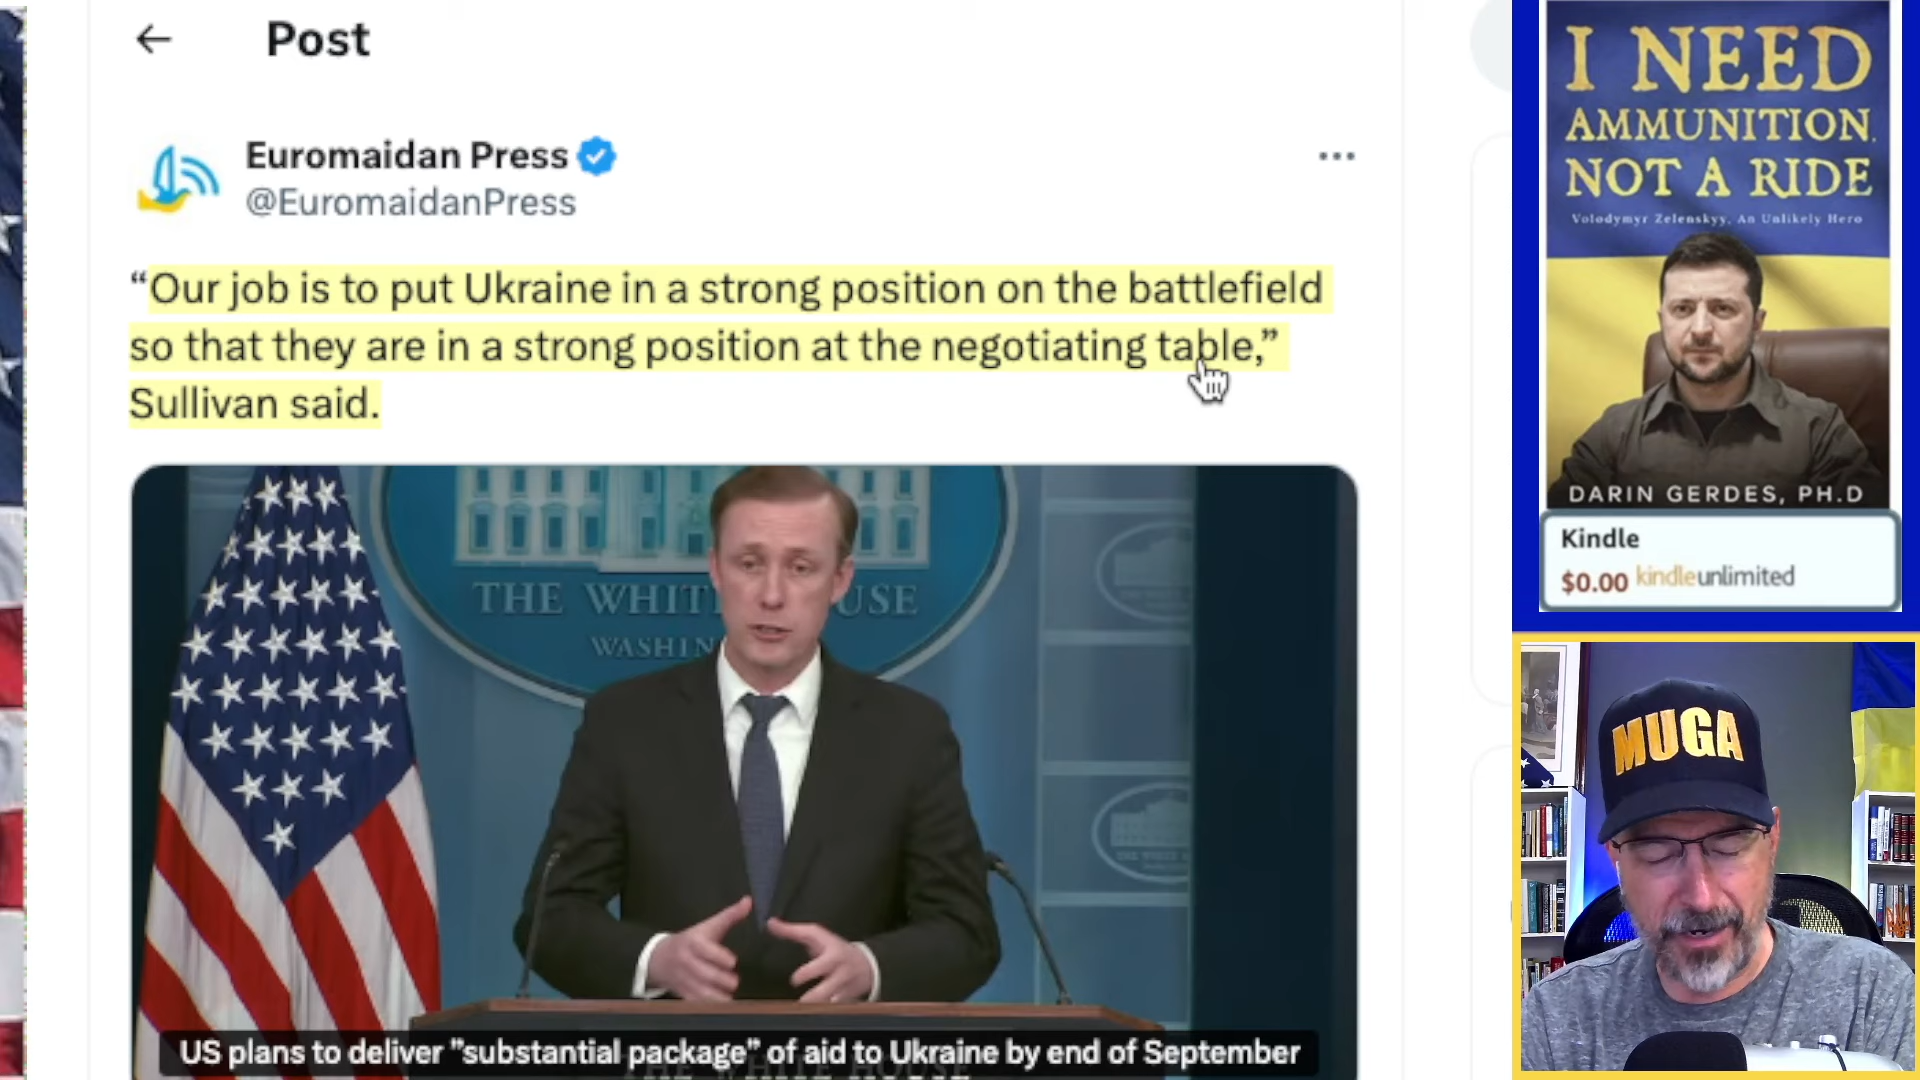 Post
Euromaidan Press
@EuromaidanPress
“Our job is to put Ukraine in a strong position on the battlefield
so that they are in a strong position at the negotiating table,”
Sullivan said.
THE WHIT USE
WASHIN
US plans to deliver ”substantial package” of aid to Ukraine by end of September
I NEED
AMMUNITION,
NOT A RIDE
Volodymyr Zelenskyy, An Unlikely Hero
DARIN GERDES, PH.D
Kindle
$0.00 kindleunlimited
MUGA